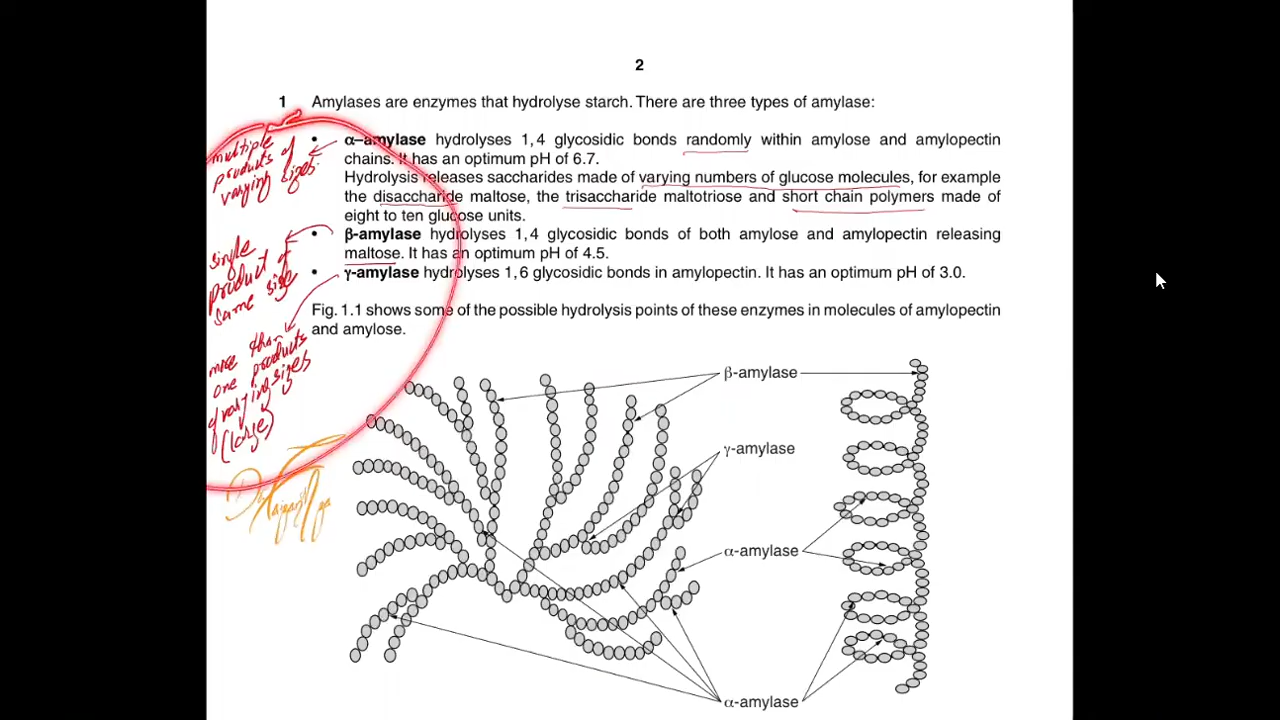 2
1 Amylases are enzymes that hydrolyse starch. There are three types of amylase:
• α–amylase hydrolyses 1,4 glycosidic bonds randomly within amylose and amylopectin
chains. It has an optimum pH of 6.7.
Hydrolysis releases saccharides made of varying numbers of glucose molecules, for example
the disaccharide maltose, the trisaccharide maltotriose and short chain polymers made of
eight to ten glucose units.
• β-amylase hydrolyses 1,4 glycosidic bonds of both amylose and amylopectin releasing
maltose. It has an optimum pH of 4.5.
• γ-amylase hydrolyses 1,6 glycosidic bonds in amylopectin. It has an optimum pH of 3.0.
Fig. 1.1 shows some of the possible hydrolysis points of these enzymes in molecules of amylopectin
and amylose.
multiple
products of
varying sizes.
single
product of
same size
more than
one products
of varying sizes
(large)
β-amylase
γ-amylase
α-amylase
α-amylase